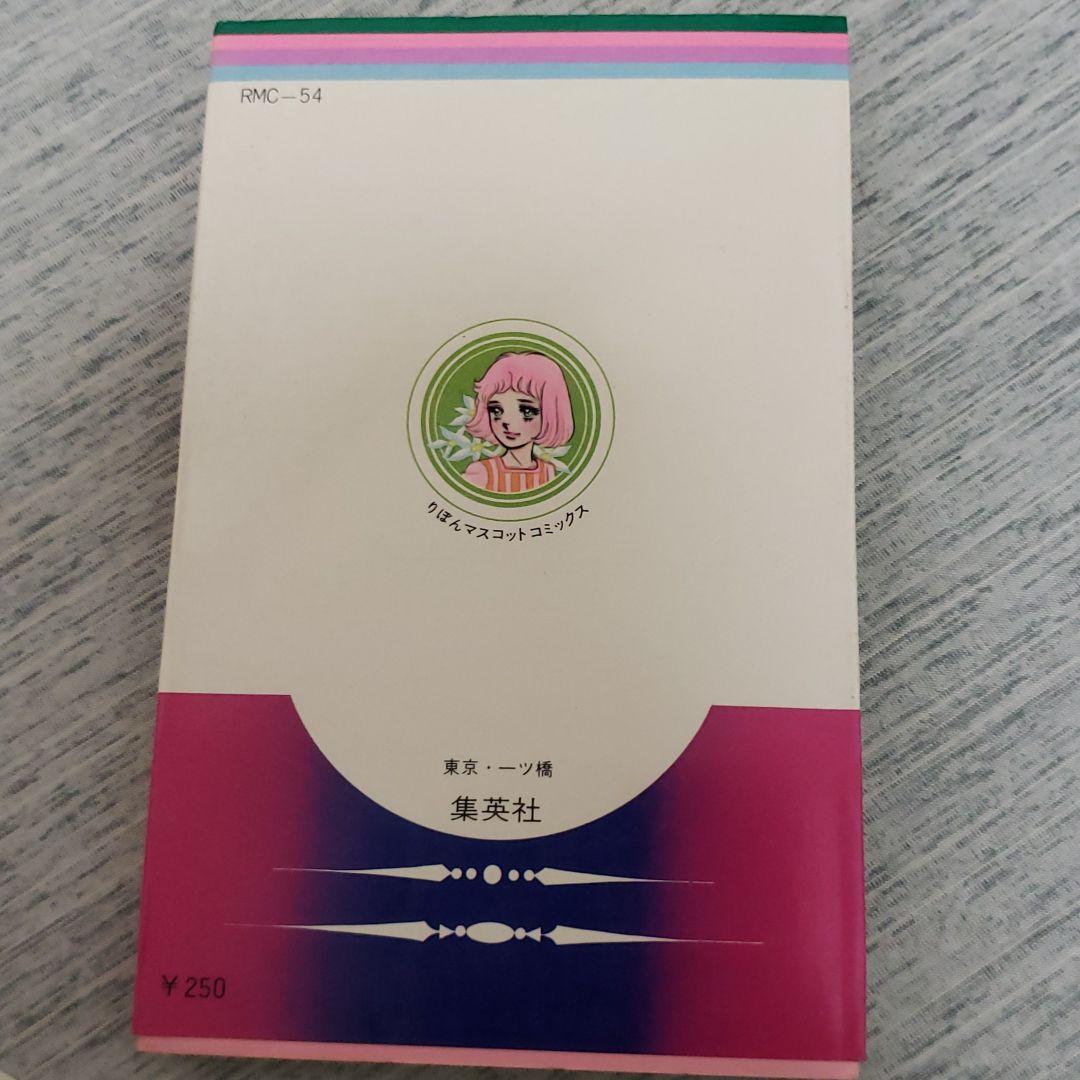 RMC-54
りぼんマスコットコミックス
東京・一ツ橋
集英社
¥250